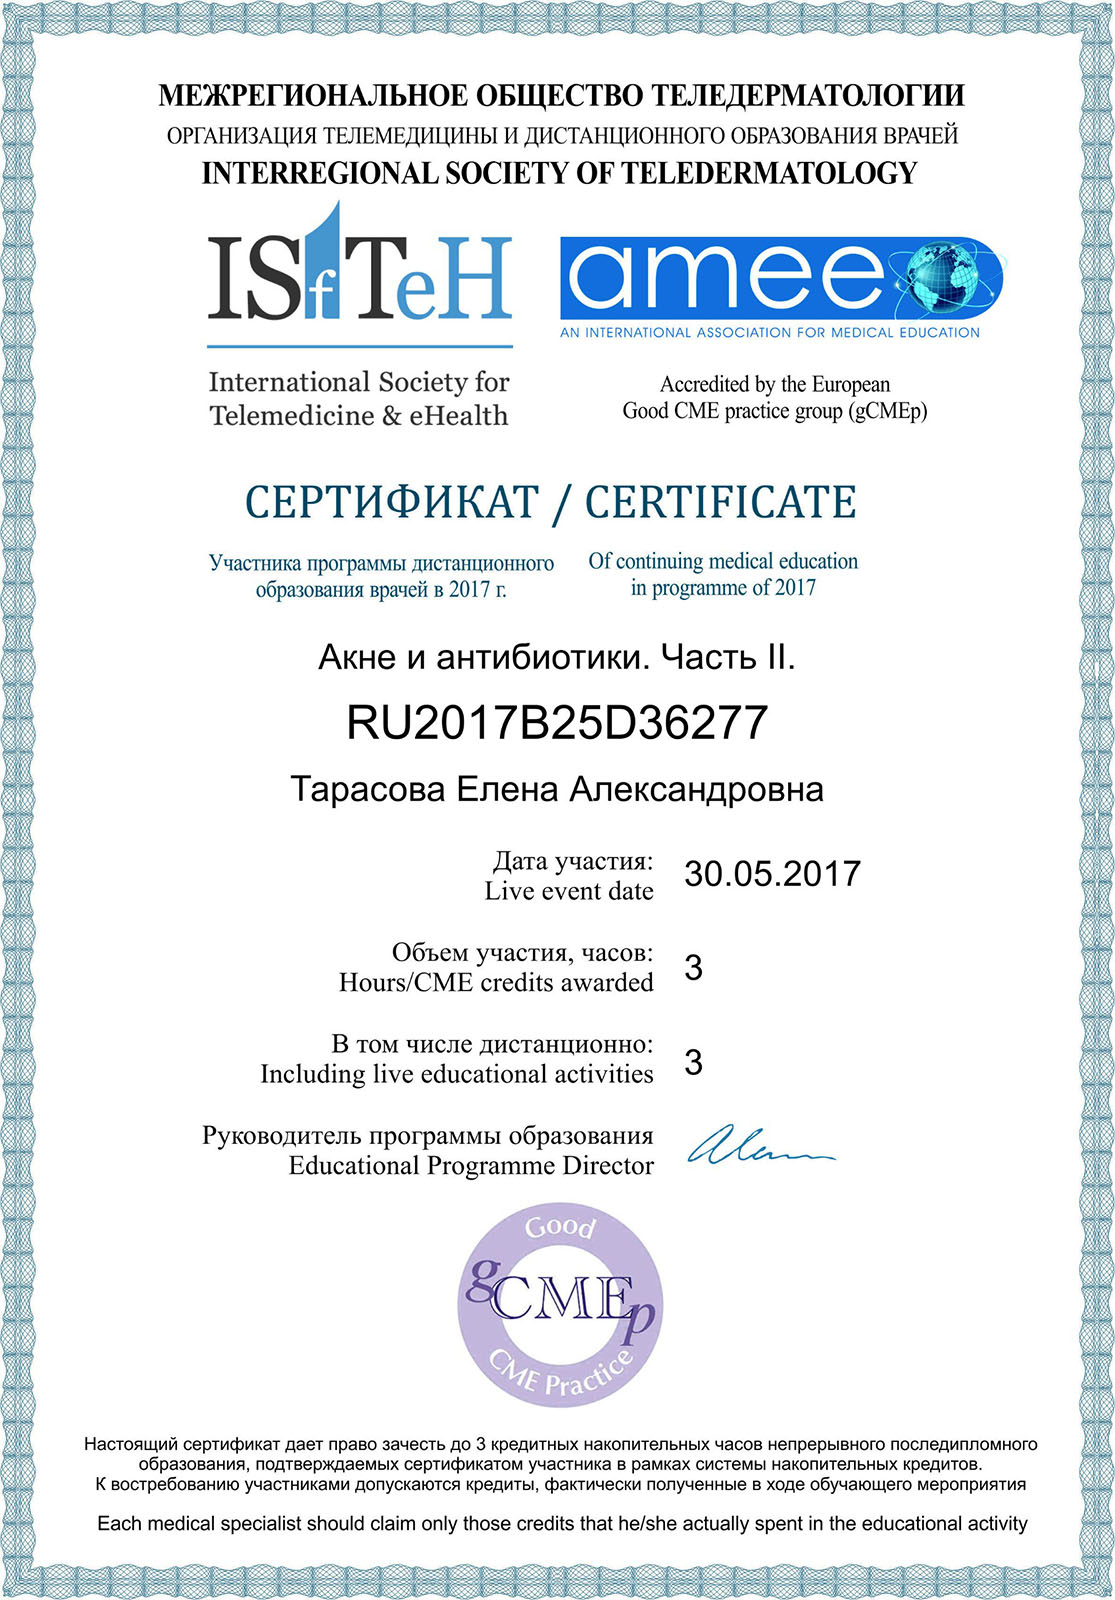 МЕЖРЕГИОНАЛЬНОЕ ОБЩЕСТВО ТЕЛЕДЕРМАТОЛОГИИ
ОРГАНИЗАЦИЯ ТЕЛЕМЕДИЦИНЫ И ДИСТАНЦИОННОГО ОБРАЗОВАНИЯ ВРАЧЕЙ
INTERREGIONAL SOCIETY OF TELEDERMATOLOGY
ISfTeH
International Society for
Telemedicine & eHealth
amee
AN INTERNATIONAL ASSOCIATION FOR MEDICAL EDUCATION
Accredited by the European
Good CME practice group (gCMEp)
СЕРТИФИКАТ / CERTIFICATE
Участника программы дистанционного
образования врачей в 2017 г.
Of continuing medical education
in programme of 2017
Акне и антибиотики. Часть II.
RU2017B25D36277
Тарасова Елена Александровна
Дата участия:
Live event date
30.05.2017
Объем участия, часов:
Hours/CME credits awarded
3
В том числе дистанционно:
Including live educational activities
3
Руководитель программы образования
Educational Programme Director
Good
gCMEp
CME Practice
Настоящий сертификат дает право зачесть до 3 кредитных накопительных часов непрерывного последипломного
образования, подтверждаемых сертификатом участника в рамках системы накопительных кредитов.
К востребованию участниками допускаются кредиты, фактически полученные в ходе обучающего мероприятия
Each medical specialist should claim only those credits that he/she actually spent in the educational activity